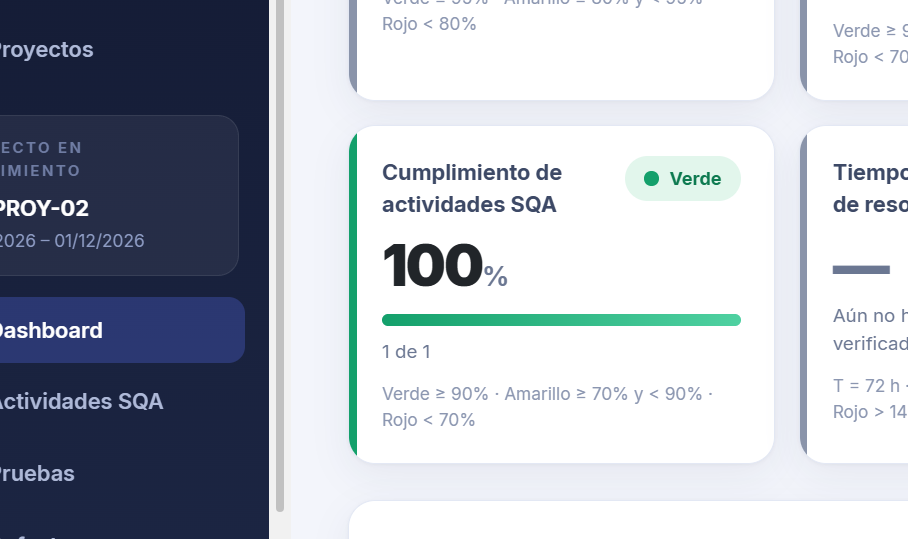 Proyectos
ECTO EN
IMIENTO
PROY-02
2026 – 01/12/2026
Dashboard
Actividades SQA
Pruebas
Rojo < 80%
Verde ≥ 9
Rojo < 70
Cumplimiento de
actividades SQA
Verde
100%
1 de 1
Verde ≥ 90% · Amarillo ≥ 70% y < 90% ·
Rojo < 70%
Tiempo
de reso
—
Aún no h
verificad
T = 72 h ·
Rojo > 14